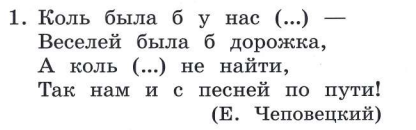 1. Коль была б у нас (...) —
Веселей была б дорожка,
А коль (...) не найти,
Так нам и с песней по пути!
(Е. Чеповецкий)